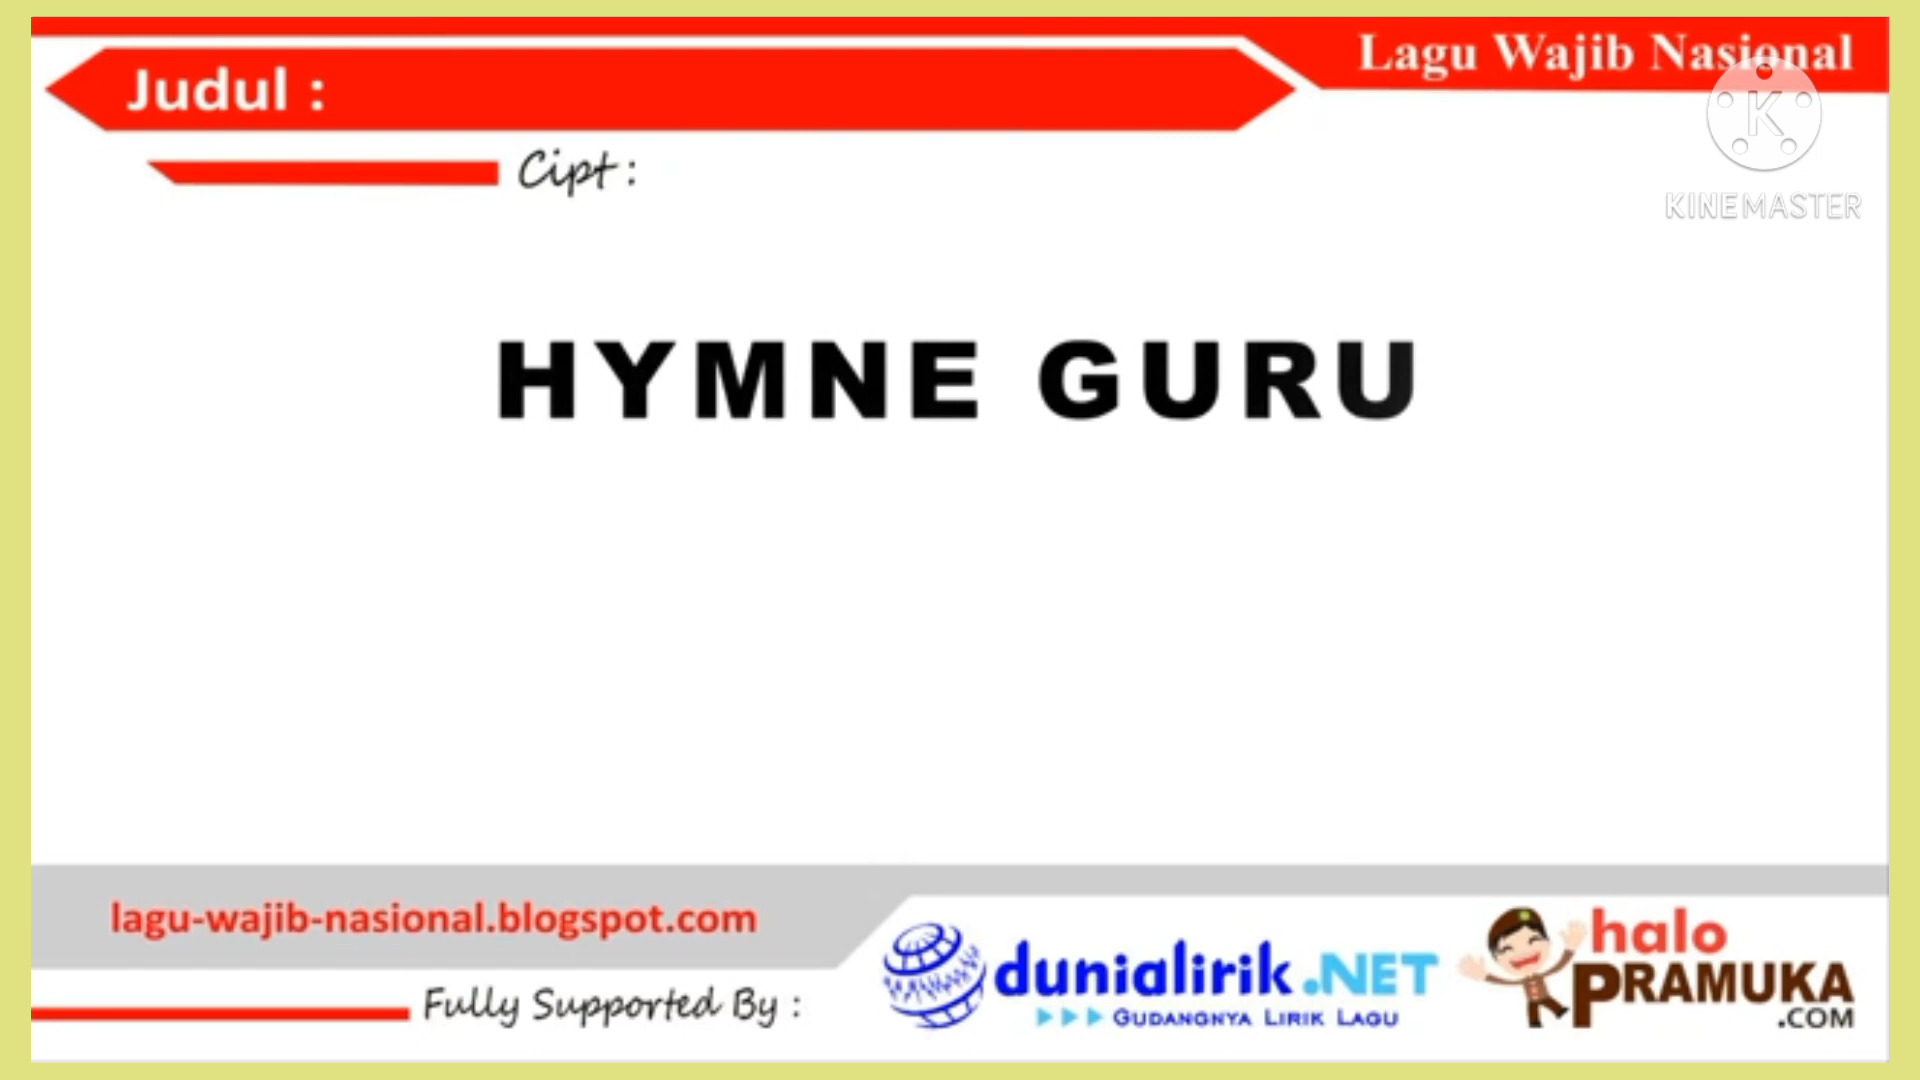 Lagu Wajib Nasional
Judul :
Cipt :
K
KINEMASTER
HYMNE GURU
lagu-wajib-nasional.blogspot.com
Fully Supported By :
dunialirik.NET
GUDANGNYA LIRIK LAGU
halo
PRAMUKA
.COM